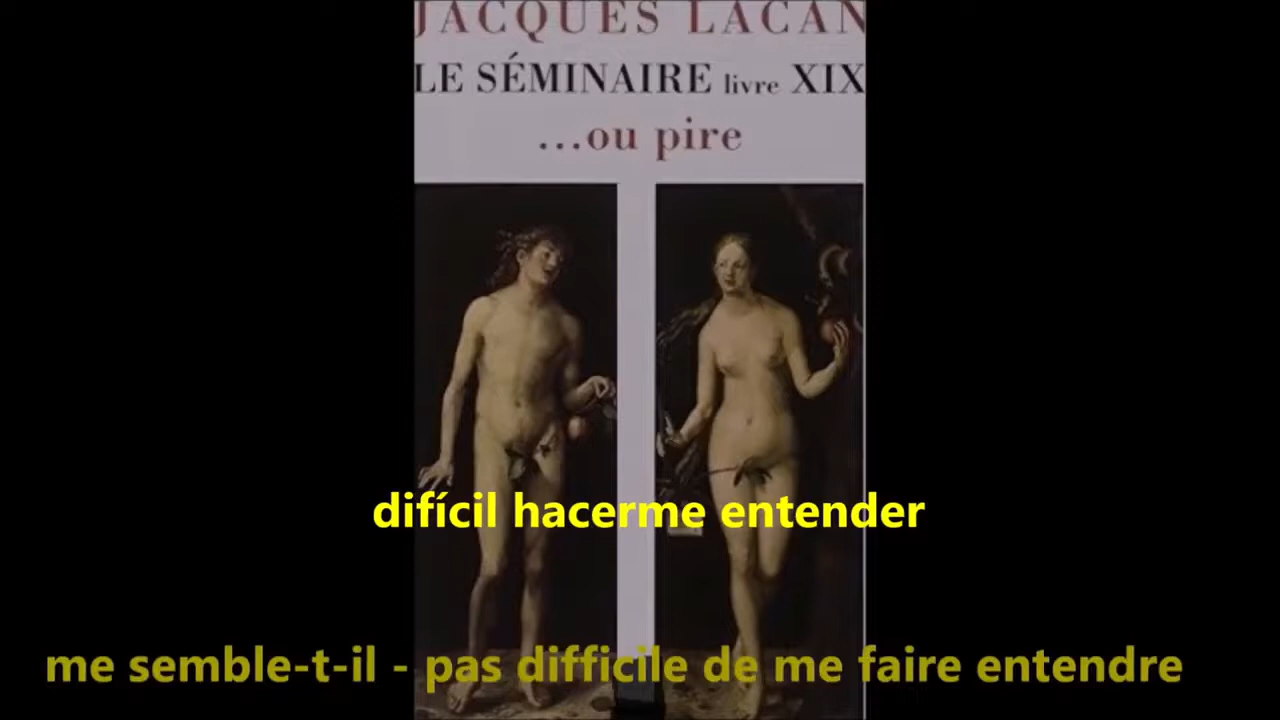 JACQUES LACAN
LE SÉMINAIRE livre XIX
...ou pire
difícil hacerme entender
me semble-t-il - pas difficile de me faire entendre